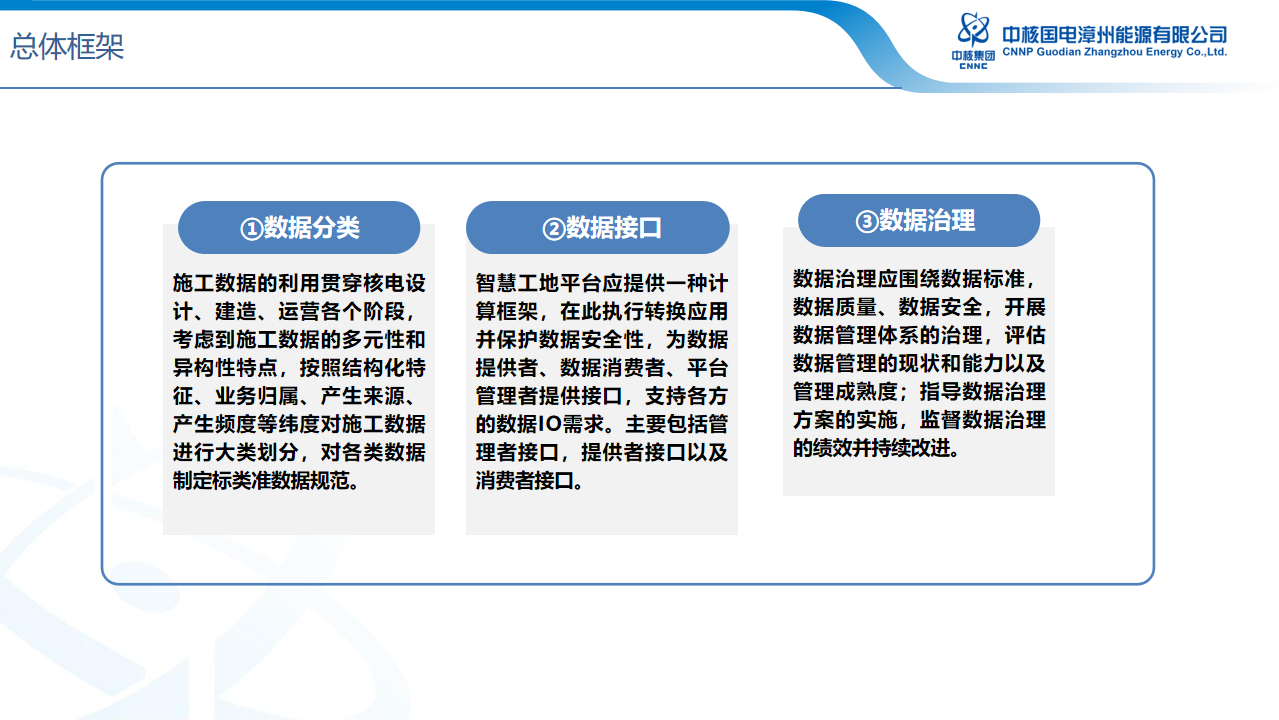 总体框架
中核集团
CNNC
中核国电漳州能源有限公司
CNNP Guodian Zhangzhou Energy Co.,Ltd.
①数据分类
施工数据的利用贯穿核电设
计、建造、运营各个阶段，
考虑到施工数据的多元性和
异构性特点，按照结构化特
征、业务归属、产生来源、
产生频度等纬度对施工数据
进行大类划分，对各类数据
制定标类准数据规范。
②数据接口
智慧工地平台应提供一种计
算框架，在此执行转换应用
并保护数据安全性，为数据
提供者、数据消费者、平台
管理者提供接口，支持各方
的数据IO需求。主要包括管
理者接口，提供者接口以及
消费者接口。
③数据治理
数据治理应围绕数据标准，
数据质量、数据安全，开展
数据管理体系的治理，评估
数据管理的现状和能力以及
管理成熟度；指导数据治理
方案的实施，监督数据治理
的绩效并持续改进。